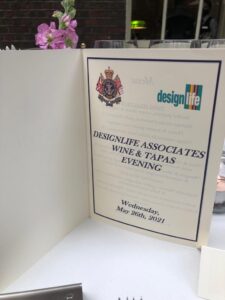 designlife
DESIGNLIFE ASSOCIATES
WINE & TAPAS
EVENING
Wednesday,
May 26th, 2021